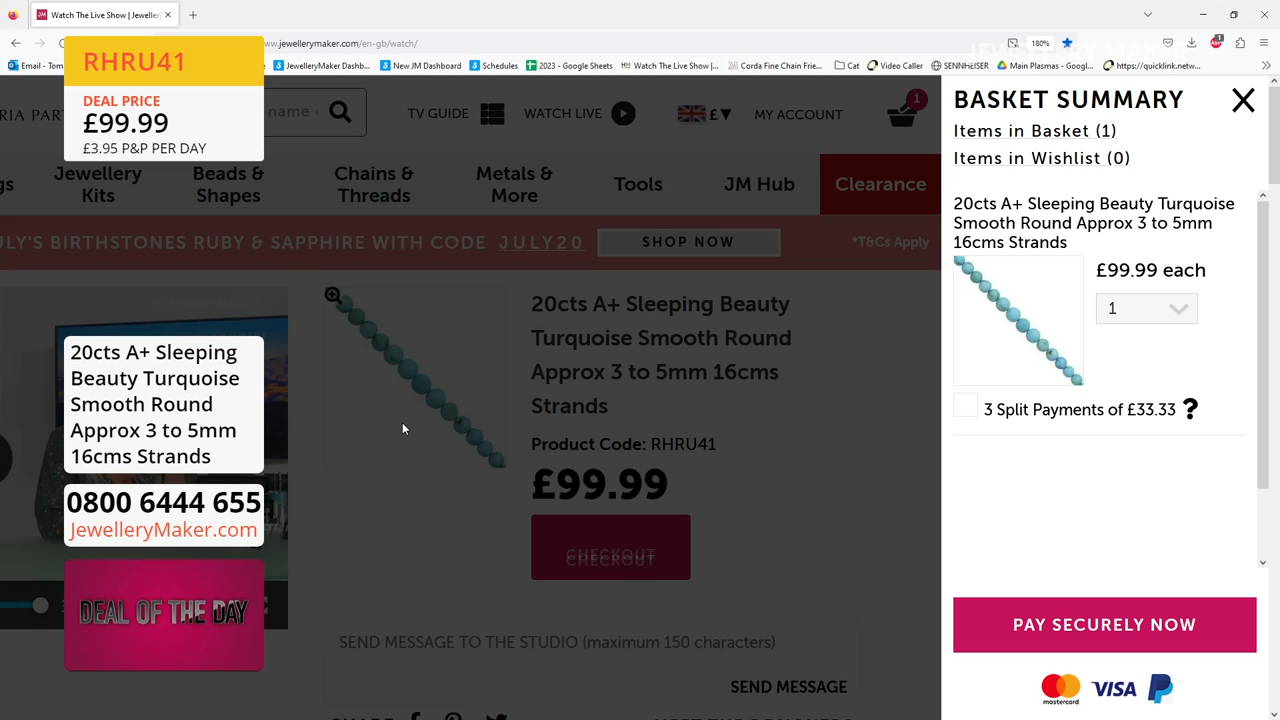 Watch The Live Show | Jeweller
www.jewellerymaker.com/en-gb/watch/
180%
1
Email - Tom
JewelleryMaker Dashb...
New JM Dashboard
Schedules
2023 - Google Sheets
Watch The Live Show |...
Corda Fine Chain Frie...
Cat
Video Caller
SENNHEISER
Main Plasmas - Googl...
https://quicklink.netw...
RHRU41
DEAL PRICE
£99.99
£3.95 P&P PER DAY
TV GUIDE
WATCH LIVE
£
MY ACCOUNT
1
Jewellery Kits
Beads & Shapes
Chains & Threads
Metals & More
Tools
JM Hub
Clearance
ULY'S BIRTHSTONES RUBY & SAPPHIRE WITH CODE JULY20
SHOP NOW
*T&Cs Apply
20cts A+ Sleeping
Beauty Turquoise
Smooth Round
Approx 3 to 5mm
16cms Strands
0800 6444 655
JewelleryMaker.com
DEAL OF THE DAY
20cts A+ Sleeping Beauty
Turquoise Smooth Round
Approx 3 to 5mm 16cms
Strands
Product Code: RHRU41
£99.99
CHECKOUT
SEND MESSAGE TO THE STUDIO (maximum 150 characters)
SEND MESSAGE
BASKET SUMMARY
Items in Basket (1)
Items in Wishlist (0)
20cts A+ Sleeping Beauty Turquoise
Smooth Round Approx 3 to 5mm
16cms Strands
£99.99 each
1
3 Split Payments of £33.33 ?
PAY SECURELY NOW
mastercard
VISA